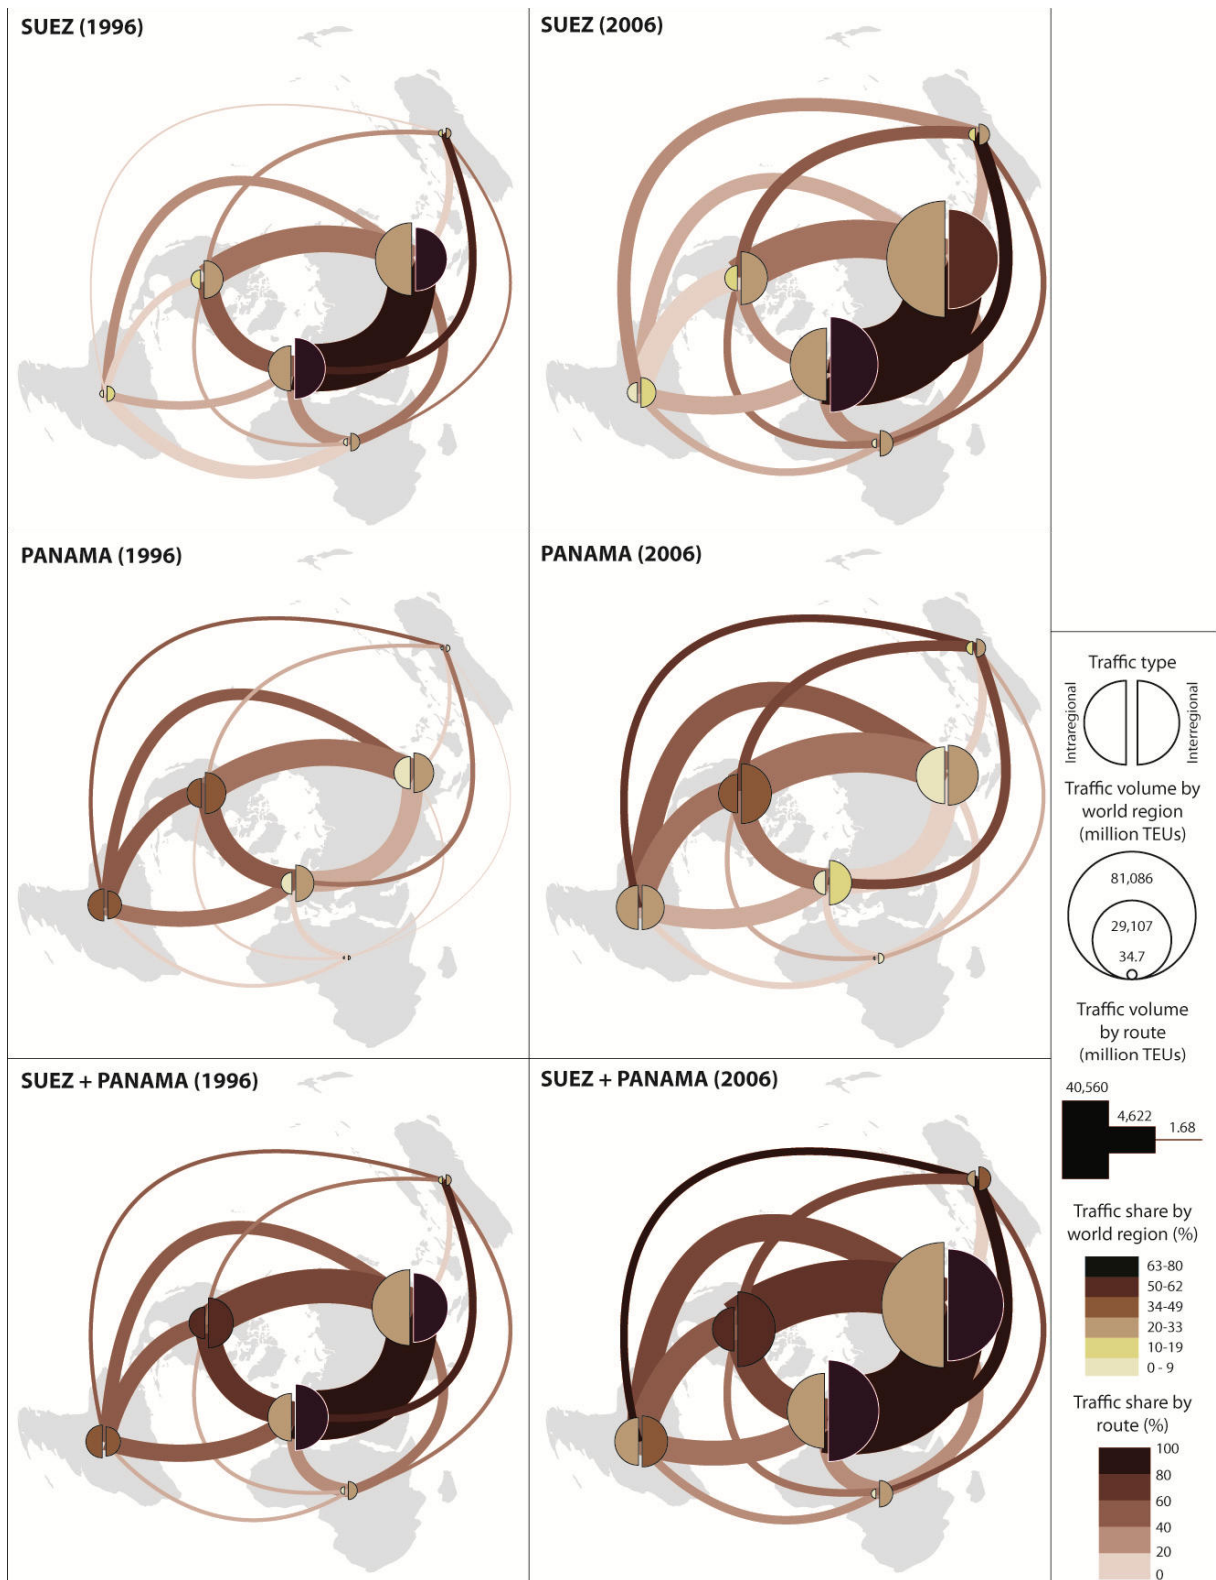 SUEZ (1996)
SUEZ (2006)
PANAMA (1996)
PANAMA (2006)
SUEZ + PANAMA (1996)
SUEZ + PANAMA (2006)
Traffic type
Intraregional
Interregional
Traffic volume by
world region
(million TEUs)
81,086
29,107
34.7
Traffic volume
by route
(million TEUs)
40,560
4,622
1.68
Traffic share by
world region (%)
63-80
50-62
34-49
20-33
10-19
0 - 9
Traffic share by
route (%)
100
80
60
40
20
0